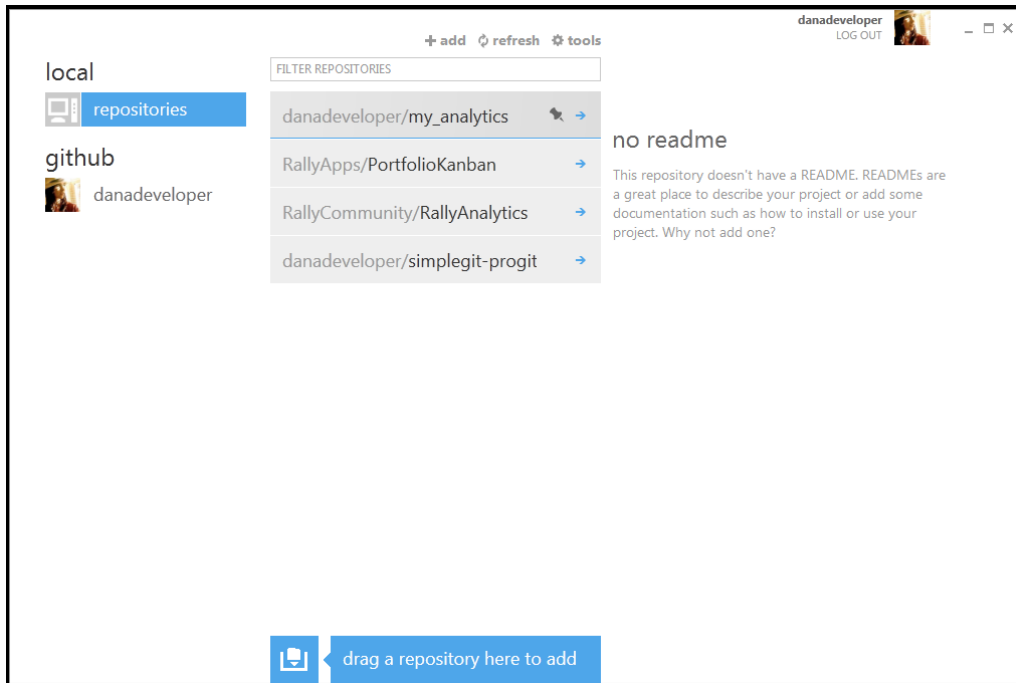 danadeveloper
LOG OUT
add refresh tools
local
repositories
github
danadeveloper
FILTER REPOSITORIES
danadeveloper/my_analytics
RallyApps/PortfolioKanban
RallyCommunity/RallyAnalytics
danadeveloper/simplegit-progit
drag a repository here to add
no readme
This repository doesn't have a README. READMEs are
a great place to describe your project or add some
documentation such as how to install or use your
project. Why not add one?